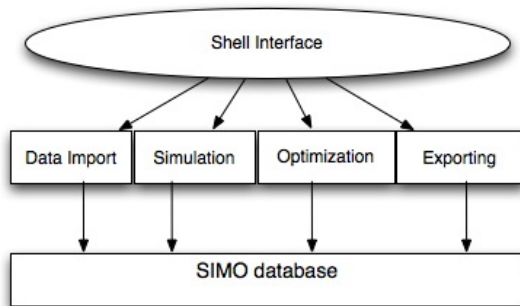 Shell Interface
Data Import
Simulation
Optimization
Exporting
SIMO database